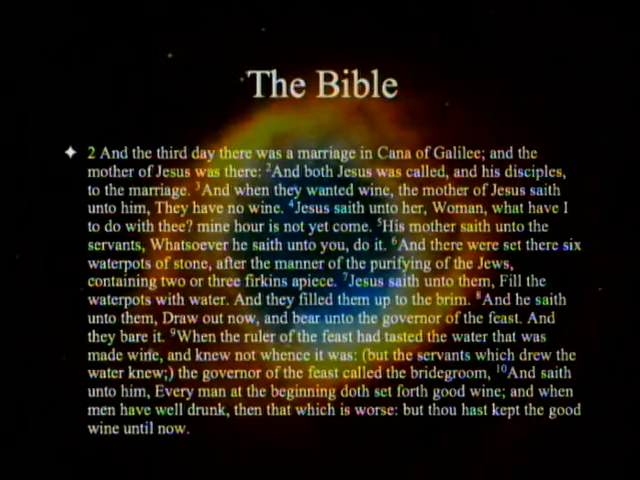 The Bible
✦ 2 And the third day there was a marriage in Cana of Galilee; and the
mother of Jesus was there: ²And both Jesus was called, and his disciples,
to the marriage. ³And when they wanted wine, the mother of Jesus saith
unto him, They have no wine. ⁴Jesus saith unto her, Woman, what have I
to do with thee? mine hour is not yet come. ⁵His mother saith unto the
servants, Whatsoever he saith unto you, do it. ⁶And there were set there six
waterpots of stone, after the manner of the purifying of the Jews,
containing two or three firkins apiece. ⁷Jesus saith unto them, Fill the
waterpots with water. And they filled them up to the brim. ⁸And he saith
unto them, Draw out now, and bear unto the governor of the feast. And
they bare it. ⁹When the ruler of the feast had tasted the water that was
made wine, and knew not whence it was: (but the servants which drew the
water knew;) the governor of the feast called the bridegroom, ¹⁰And saith
unto him, Every man at the beginning doth set forth good wine; and when
men have well drunk, then that which is worse: but thou hast kept the good
wine until now.